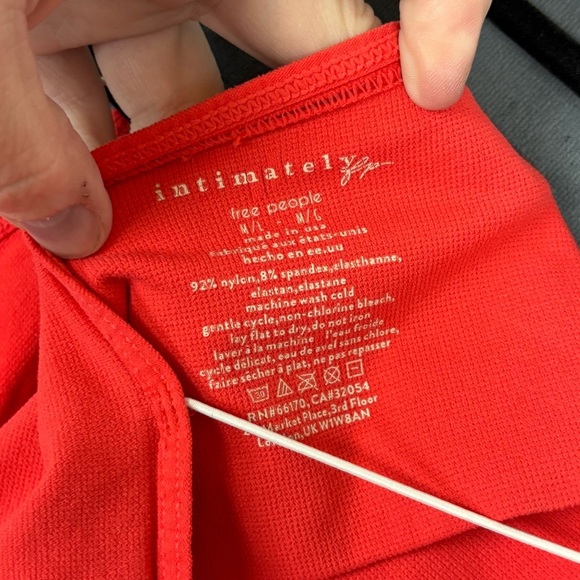 intimately fp
free people
M/L - M/G
made in usa
fabriqué aux états-unis
hecho en ee.uu
92% nylon,8% spandex,elasthanne,
elastan,elastane
machine wash cold
gentle cycle,non-chlorine bleach,
lay flat to dry,do not iron
laver à la machine l'eau froide
cycle délicat, eau de javel sans chlore,
faire sécher à plat, ne pas repasser
30
RN#66170, CA#32054
Market Place,3rd Floor
London,UK W1W8AN